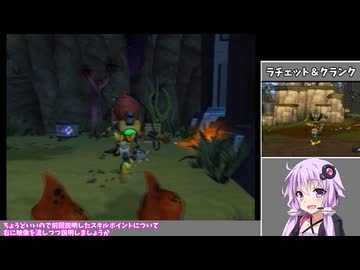 ラチェット＆クランク
ちょうどいいので前回説明したスキルポイントについて
右に映像を流しつつ説明しましょうか